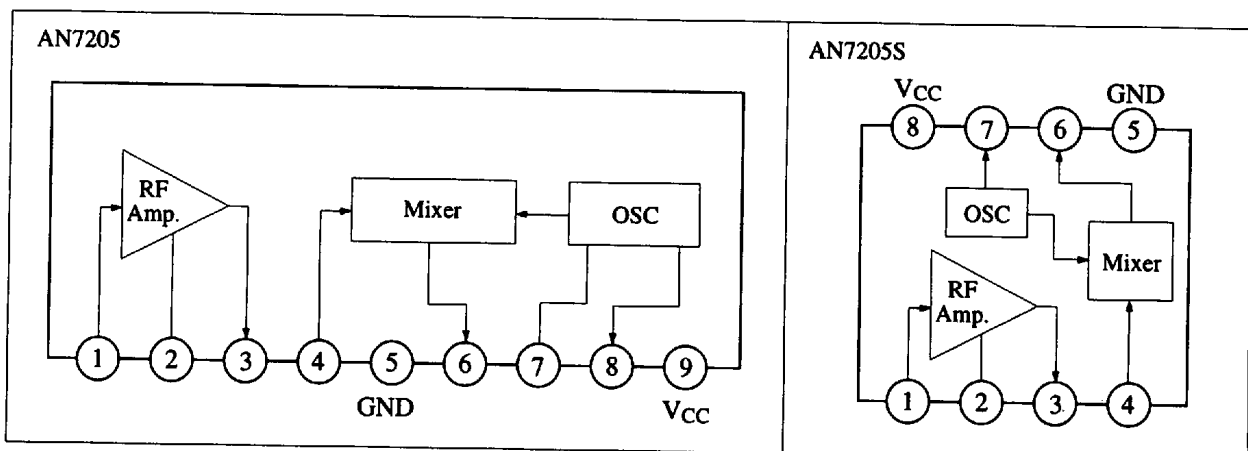 AN7205
RF
Amp.
Mixer
OSC
1 2 3 4 5 6 7 8 9
GND
VCC
AN7205S
VCC
GND
8 7 6 5
OSC
Mixer
RF
Amp.
1 2 3 4